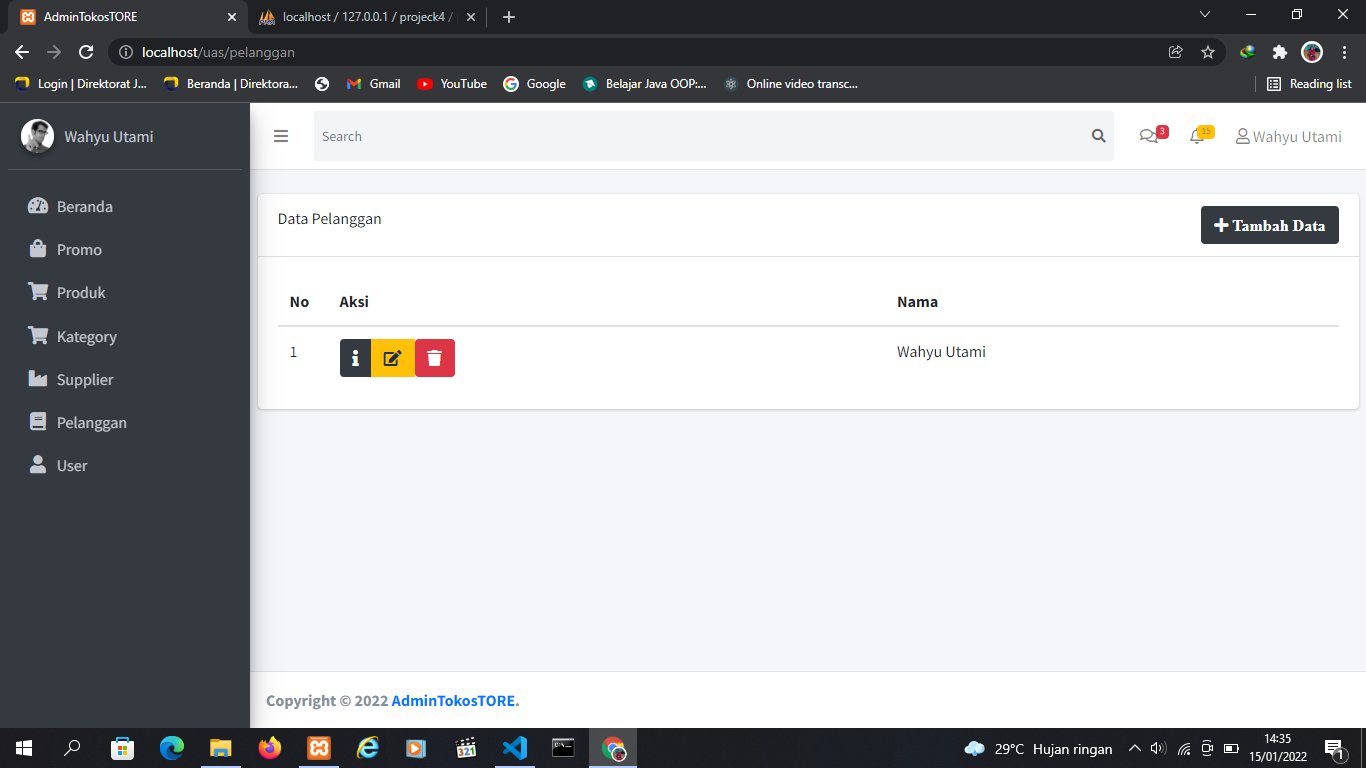 AdminTokosTORE
localhost / 127.0.0.1 / projeck4 /
localhost/uas/pelanggan
Login | Direktorat J...
Beranda | Direktora...
Gmail
YouTube
Google
Belajar Java OOP:...
Online video transc...
Reading list
Wahyu Utami
Search
3
15
Wahyu Utami
Beranda
Promo
Produk
Kategory
Supplier
Pelanggan
User
Data Pelanggan
Tambah Data
No Aksi Nama
1 Wahyu Utami
Copyright © 2022 AdminTokosTORE.
29°C Hujan ringan
14:35
15/01/2022
1